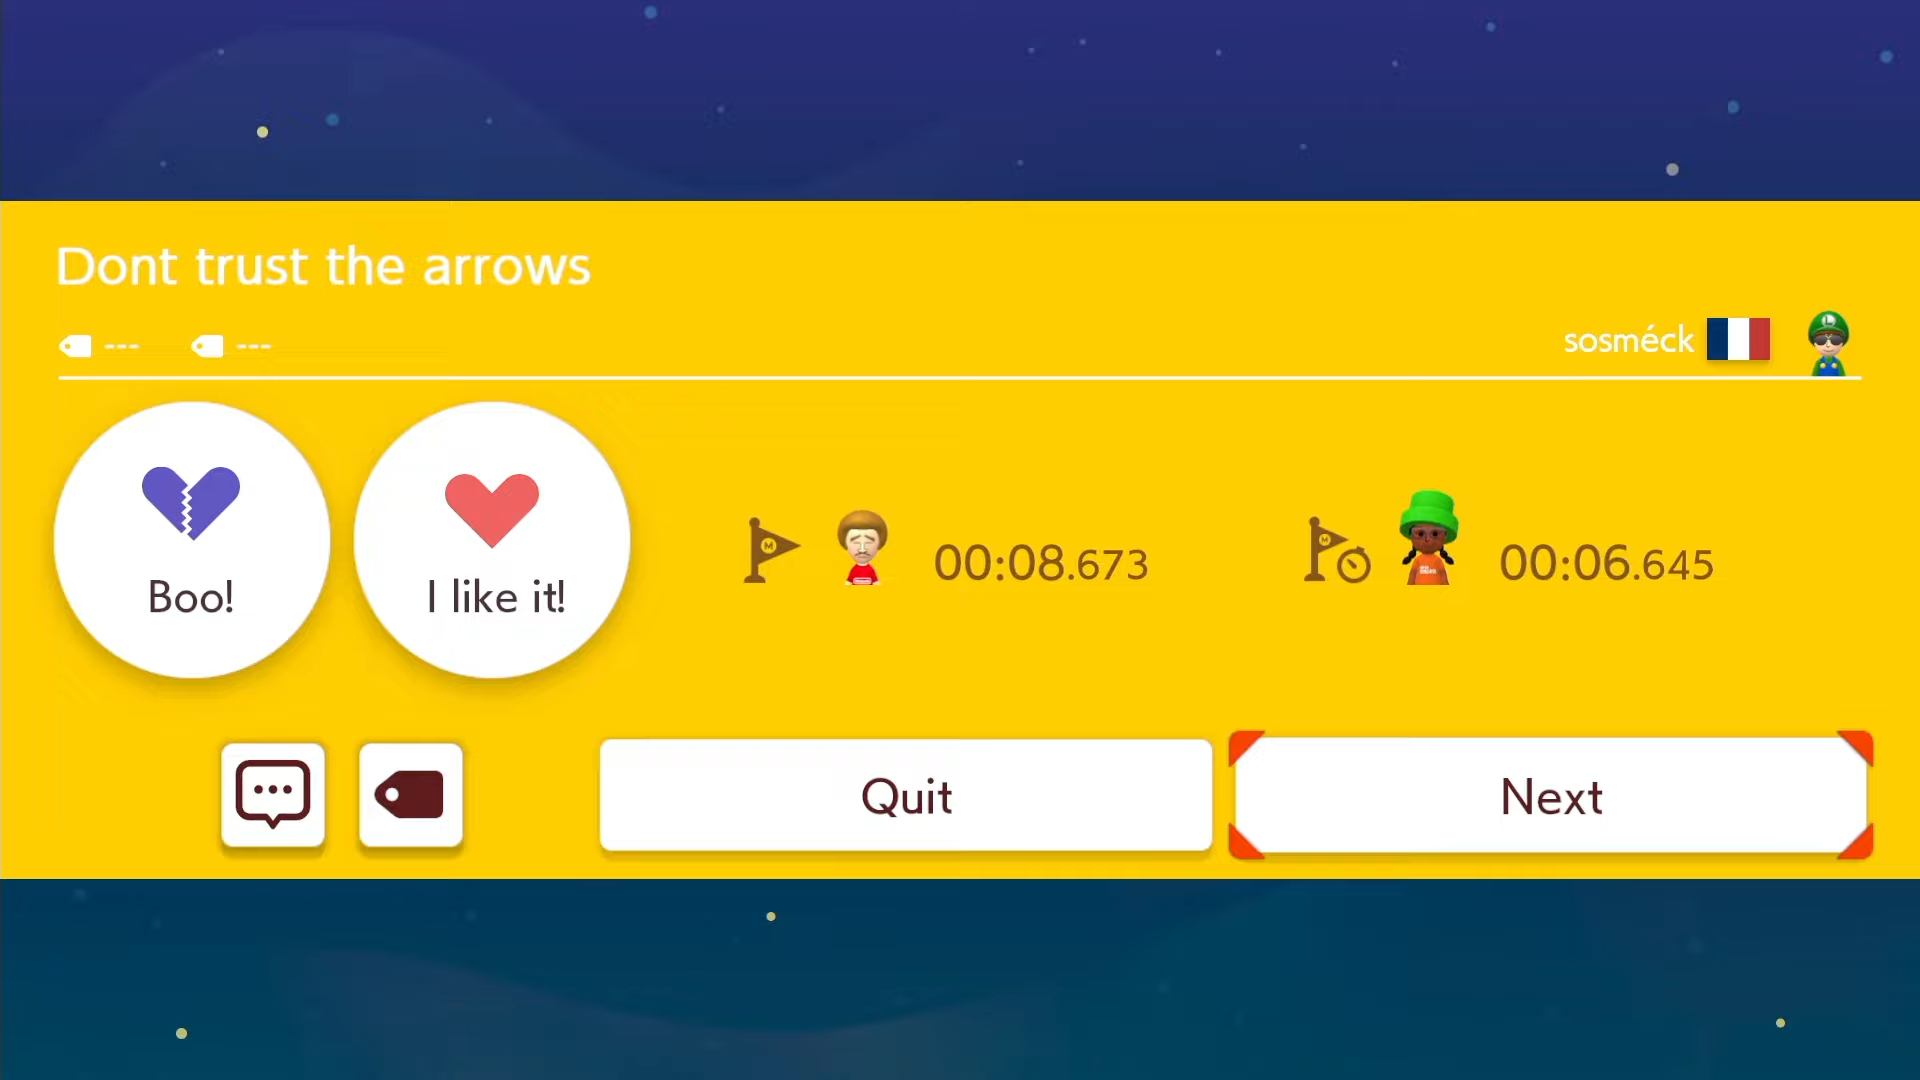 Dont trust the arrows
--- ---
sosméck
Boo!
I like it!
M
00:08.673
M
00:06.645
L
Quit
Next